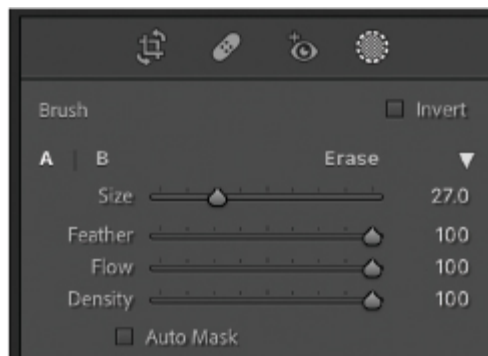 Brush Invert
A | B Erase
Size 27.0
Feather 100
Flow 100
Density 100
Auto Mask